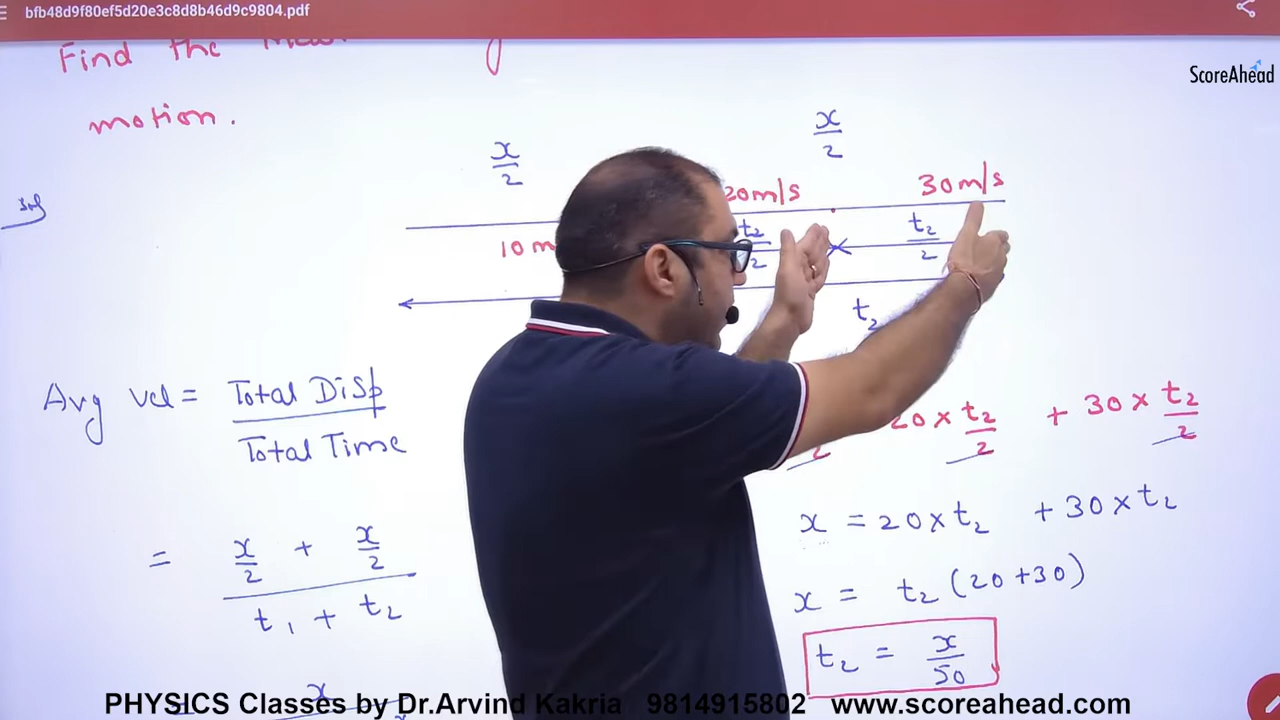 bfb48d9f80ef5d20e3c8d8b46d9c9804.pdf
ScoreAhead
Find the
motion.
Sol
x/2
x/2
20m/s
30m/s
10 m
t₂/2
t₂/2
t₂
Avg vel = Total Disp / Total Time
20 × t₂/2 + 30 × t₂/2
x = 20 × t₂ + 30 × t₂
= x/2 + x/2 / t₁ + t₂
x = t₂ (20 + 30)
t₂ = x/50
x
PHYSICS Classes by Dr.Arvind Kakria 9814915802 www.scoreahead.com